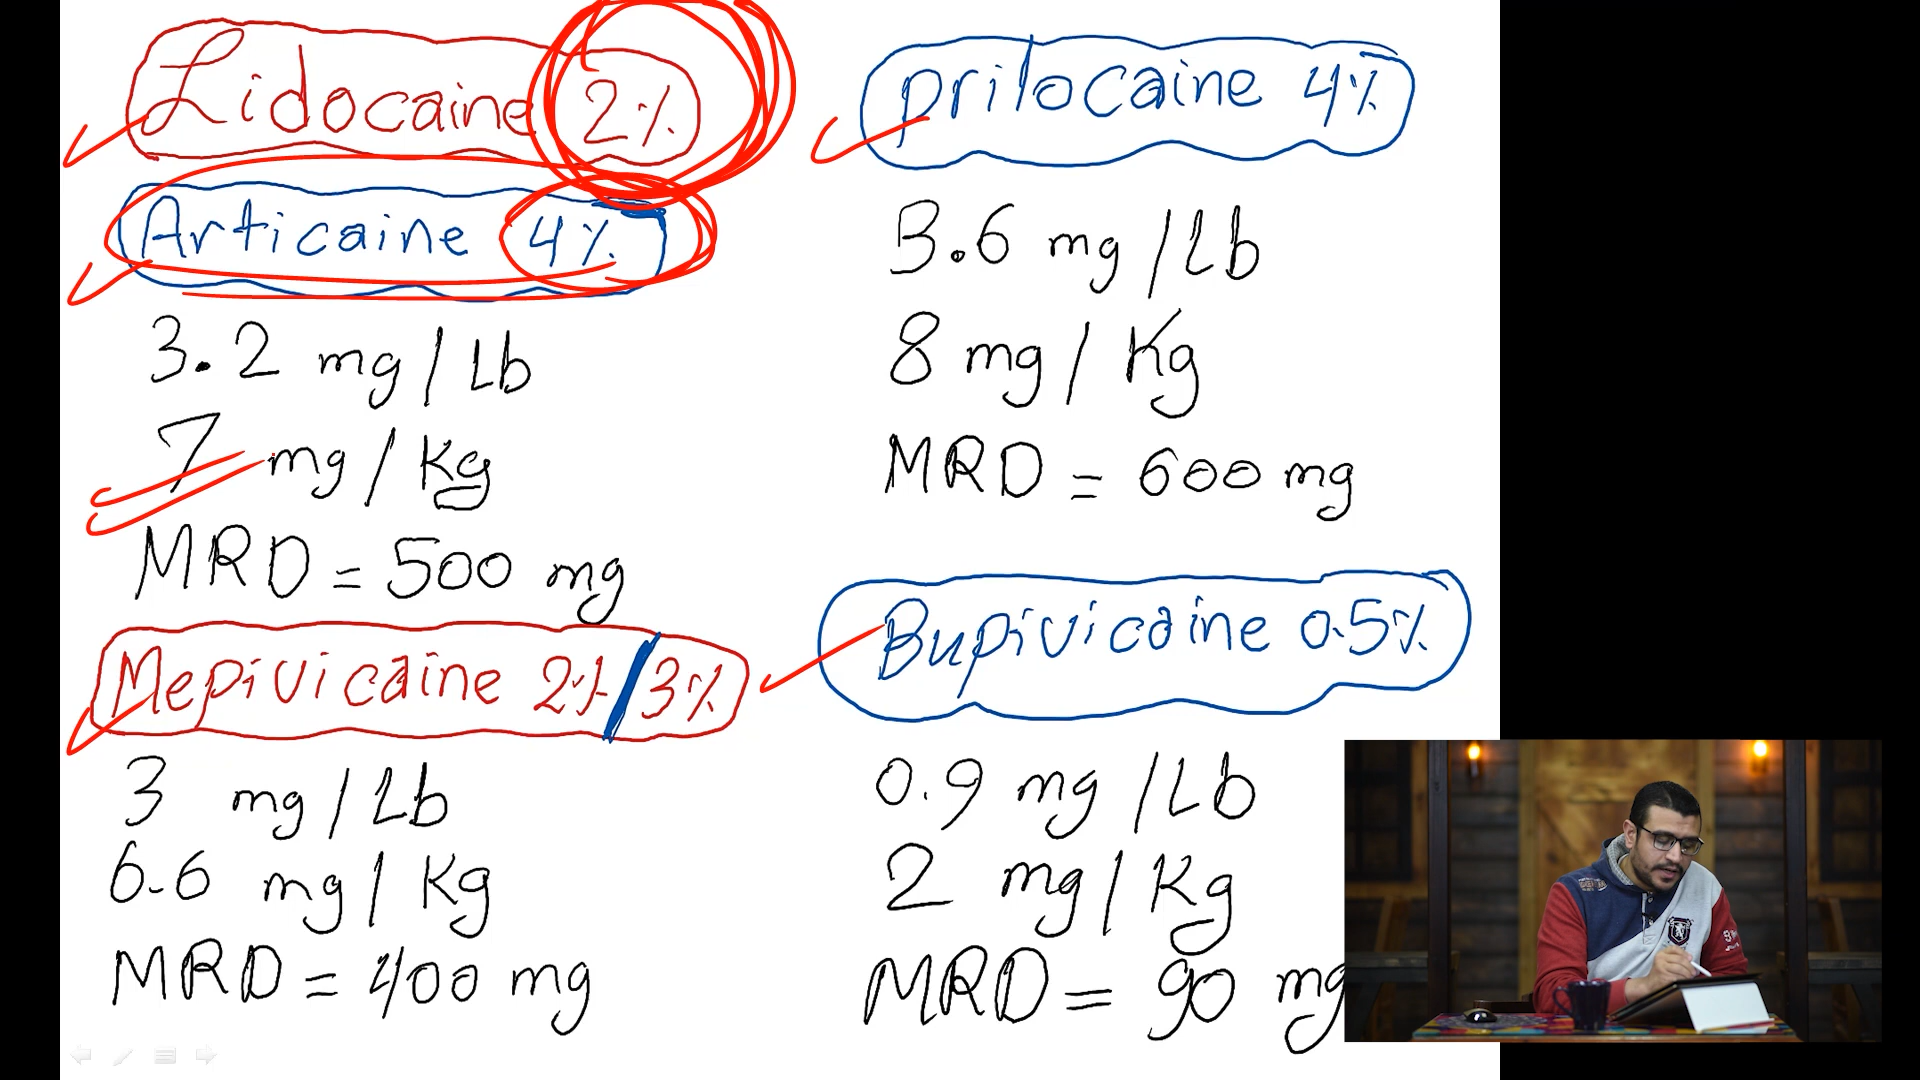 Lidocaine 2%
Articaine 4%
3.2 mg/Lb
7 mg/Kg
MRD = 500 mg
Mepivicaine 2%/3%
3 mg/Lb
6.6 mg/Kg
MRD = 400 mg
prilocaine 4%
3.6 mg/Lb
8 mg/Kg
MRD = 600 mg
Bupivicaine 0.5%
0.9 mg/Lb
2 mg/Kg
MRD = 90 mg